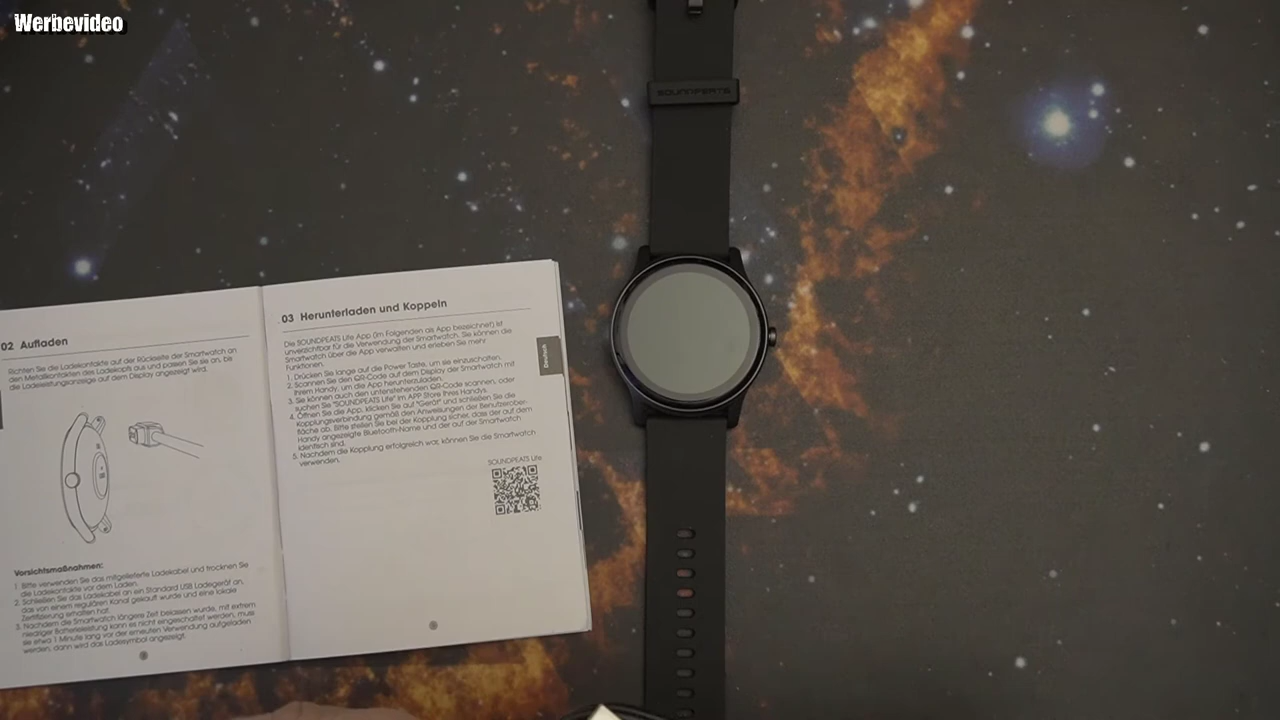 Werbevideo
SOUNDPEATS
02 Aufladen
Richten Sie die Ladekontakte auf der Rückseite der Smartwatch an
den Metallkontakten des Ladekopfs aus und passen Sie sie an, bis
die Ladeleistungsanzeige auf dem Display angezeigt wird.
Vorsichtsmaßnahmen:
1. Bitte verwenden Sie das mitgelieferte Ladekabel und trocknen Sie
die Ladekontakte vor dem Laden.
2. Schließen Sie das Ladekabel an ein Standard USB Ladegerät an,
das von einem regulären Kanal gekauft wurde und eine lokale
Zertifizierung erhalten hat.
3. Nachdem die Smartwatch längere Zeit belassen wurde, mit extrem
niedriger Batterieleistung kann es nicht eingeschaltet werden, muss
sie etwa 1 Minute lang vor der erneuten Verwendung aufgeladen
werden, dann wird das Ladesymbol angezeigt.
03 Herunterladen und Koppeln
Die SOUNDPEATS Life App (im Folgenden als App bezeichnet) ist
unverzichtbar für die Verwendung der Smartwatch. Sie können die
Smartwatch über die App verwalten und erleben Sie mehr
Funktionen.
1. Drücken Sie lange auf die Power Taste, um sie einzuschalten.
2. Scannen Sie den QR-Code auf dem Display der Smartwatch mit
Ihrem Handy, um die App herunterzuladen.
3. Sie können auch den untenstehenden QR-Code scannen, oder
suchen Sie "SOUNDPEATS Life" im APP Store Ihres Handys.
4. Öffnen Sie die App, klicken Sie auf "Gerät" und schließen Sie die
Kopplungsverbindung gemäß den Anweisungen der Benutzerober-
fläche ab. Bitte stellen Sie bei der Kopplung sicher, dass der auf dem
Handy angezeigte Bluetooth-Name und der auf der Smartwatch
identisch sind.
5. Nachdem die Kopplung erfolgreich war, können Sie die Smartwatch
verwenden.
SOUNDPEATS Life
Deutsch